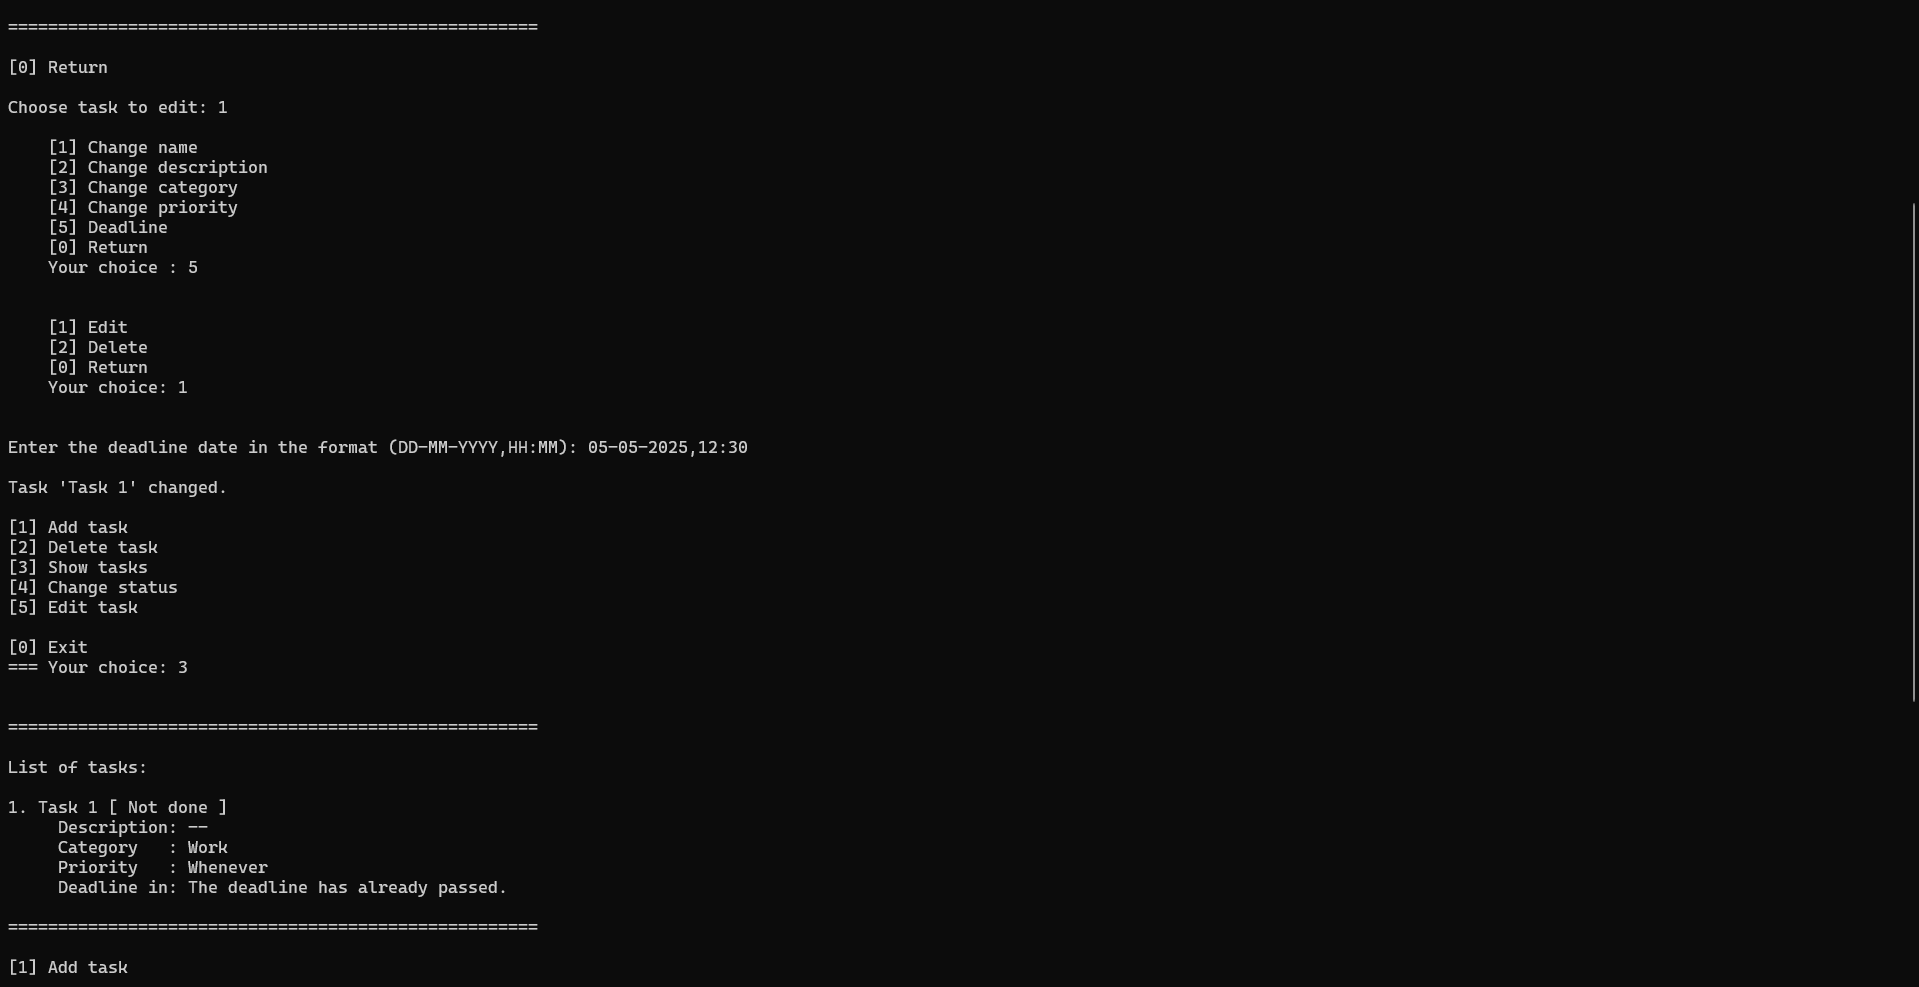 =====================================================
[0] Return
Choose task to edit: 1
[1] Change name
[2] Change description
[3] Change category
[4] Change priority
[5] Deadline
[0] Return
Your choice : 5
[1] Edit
[2] Delete
[0] Return
Your choice: 1
Enter the deadline date in the format (DD-MM-YYYY,HH:MM): 05-05-2025,12:30
Task 'Task 1' changed.
[1] Add task
[2] Delete task
[3] Show tasks
[4] Change status
[5] Edit task
[0] Exit
=== Your choice: 3
=====================================================
List of tasks:
1. Task 1 [ Not done ]
Description: --
Category   : Work
Priority   : Whenever
Deadline in: The deadline has already passed.
=====================================================
[1] Add task